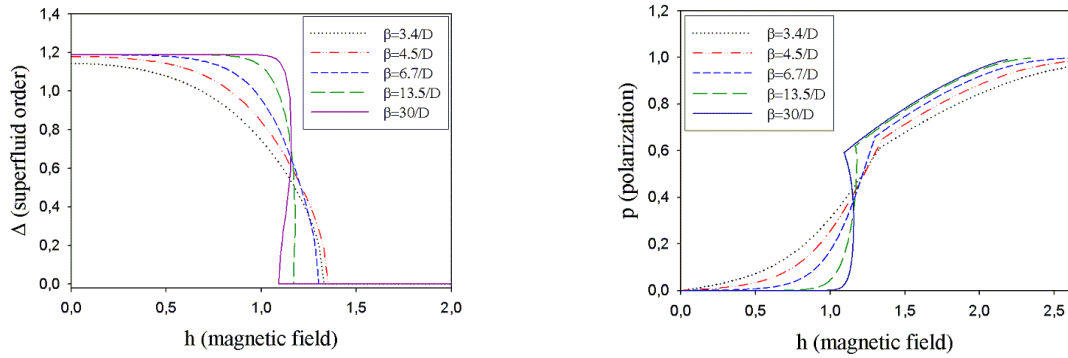 1,4
1,2
1,0
0,8
0,6
0,4
0,2
0,0
Δ (superfluid order)
β=3.4/D
β=4.5/D
β=6.7/D
β=13.5/D
β=30/D
0,0 0,5 1,0 1,5 2,0
h (magnetic field)
1,2
1,0
0,8
0,6
0,4
0,2
0,0
p (polarization)
β=3.4/D
β=4.5/D
β=6.7/D
β=13.5/D
β=30/D
0,0 0,5 1,0 1,5 2,0 2,5
h (magnetic field)